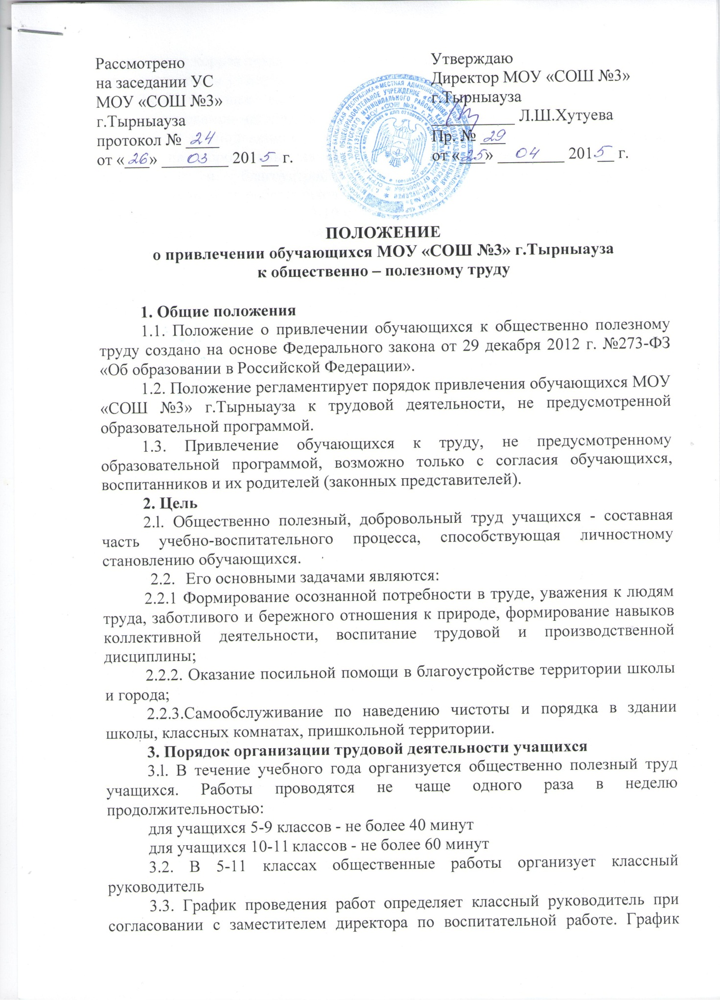 Рассмотрено
на заседании УС
МОУ «СОШ №3»
г.Тырныауза
протокол № 24
от «26» 03 2015 г.
Утверждаю
Директор МОУ «СОШ №3»
г.Тырныауза
__________ Л.Ш.Хутуева
Пр. № 29
от «25» 04 2015 г.
ПОЛОЖЕНИЕ
о привлечении обучающихся МОУ «СОШ №3» г.Тырныауза
к общественно – полезному труду
1. Общие положения
1.1. Положение о привлечении обучающихся к общественно полезному
труду создано на основе Федерального закона от 29 декабря 2012 г. №273-ФЗ
«Об образовании в Российской Федерации».
1.2. Положение регламентирует порядок привлечения обучающихся МОУ
«СОШ №3» г.Тырныауза к трудовой деятельности, не предусмотренной
образовательной программой.
1.3. Привлечение обучающихся к труду, не предусмотренному
образовательной программой, возможно только с согласия обучающихся,
воспитанников и их родителей (законных представителей).
2. Цель
2.l. Общественно полезный, добровольный труд учащихся - составная
часть учебно-воспитательного процесса, способствующая личностному
становлению обучающихся.
2.2. Его основными задачами являются:
2.2.1 Формирование осознанной потребности в труде, уважения к людям
труда, заботливого и бережного отношения к природе, формирование навыков
коллективной деятельности, воспитание трудовой и производственной
дисциплины;
2.2.2. Оказание посильной помощи в благоустройстве территории школы
и города;
2.2.3.Самообслуживание по наведению чистоты и порядка в здании
школы, классных комнатах, пришкольной территории.
3. Порядок организации трудовой деятельности учащихся
3.l. В течение учебного года организуется общественно полезный труд
учащихся. Работы проводятся не чаще одного раза в неделю
продолжительностью:
для учащихся 5-9 классов - не более 40 минут
для учащихся 10-11 классов - не более 60 минут
3.2. В 5-11 классах общественные работы организует классный
руководитель
3.3. График проведения работ определяет классный руководитель при
согласовании с заместителем директора по воспитательной работе. График